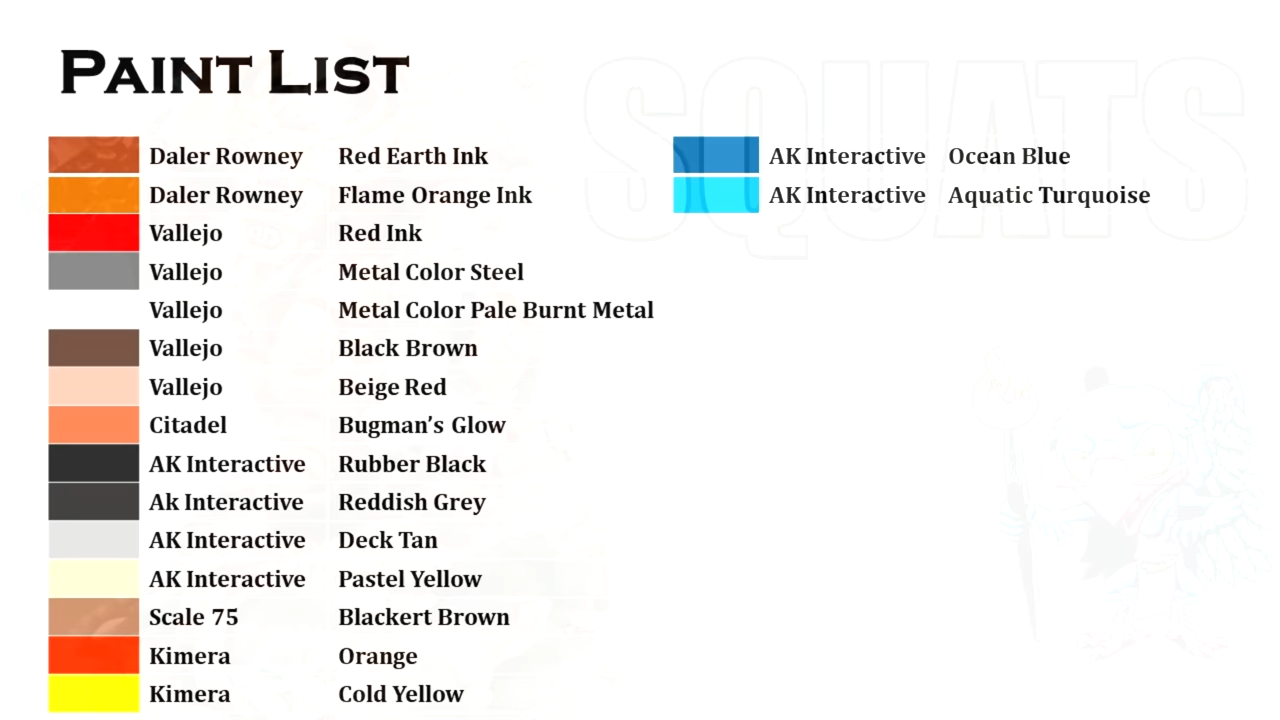 PAINT LIST
SQUATS
Daler Rowney Red Earth Ink
Daler Rowney Flame Orange Ink
Vallejo Red Ink
Vallejo Metal Color Steel
Vallejo Metal Color Pale Burnt Metal
Vallejo Black Brown
Vallejo Beige Red
Citadel Bugman’s Glow
AK Interactive Rubber Black
Ak Interactive Reddish Grey
AK Interactive Deck Tan
AK Interactive Pastel Yellow
Scale 75 Blackert Brown
Kimera Orange
Kimera Cold Yellow
AK Interactive Ocean Blue
AK Interactive Aquatic Turquoise